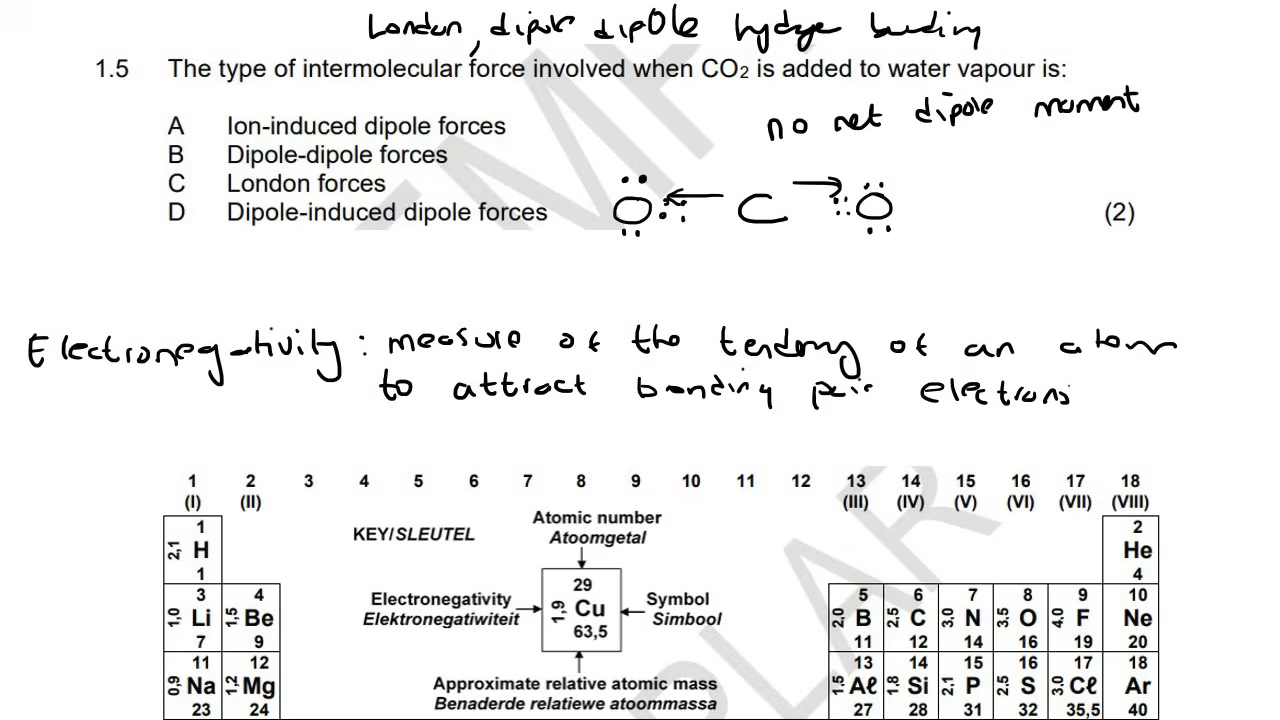 London, dipole dipole hydrogen bonding
1.5 The type of intermolecular force involved when CO2 is added to water vapour is:
no net dipole moment
A Ion-induced dipole forces
B Dipole-dipole forces
C London forces
D Dipole-induced dipole forces (2)
O C O
Electronegativity: measure of the tendency of an atom
to attract bonding pair electrons
1 2 3 4 5 6 7 8 9 10 11 12 13 14 15 16 17 18
(I) (II) (III) (IV) (V) (VI) (VII) (VIII)
KEY/SLEUTEL
Atomic number
Atoomgetal
Electronegativity
Elektronegatiwiteit
29
1,9 Cu
63,5
Symbol
Simbool
Approximate relative atomic mass
Benaderde relatiewe atoommassa
1 2
2,1 H He
1 4
3 4 5 6 7 8 9 10
1,0 Li 1,5 Be 2,0 B 2,5 C 3,0 N 3,5 O 4,0 F Ne
7 9 11 12 14 16 19 20
11 12 13 14 15 16 17 18
0,9 Na 1,2 Mg 1,5 Aℓ 1,8 Si 2,1 P 2,5 S 3,0 Cℓ Ar
23 24 27 28 31 32 35,5 40